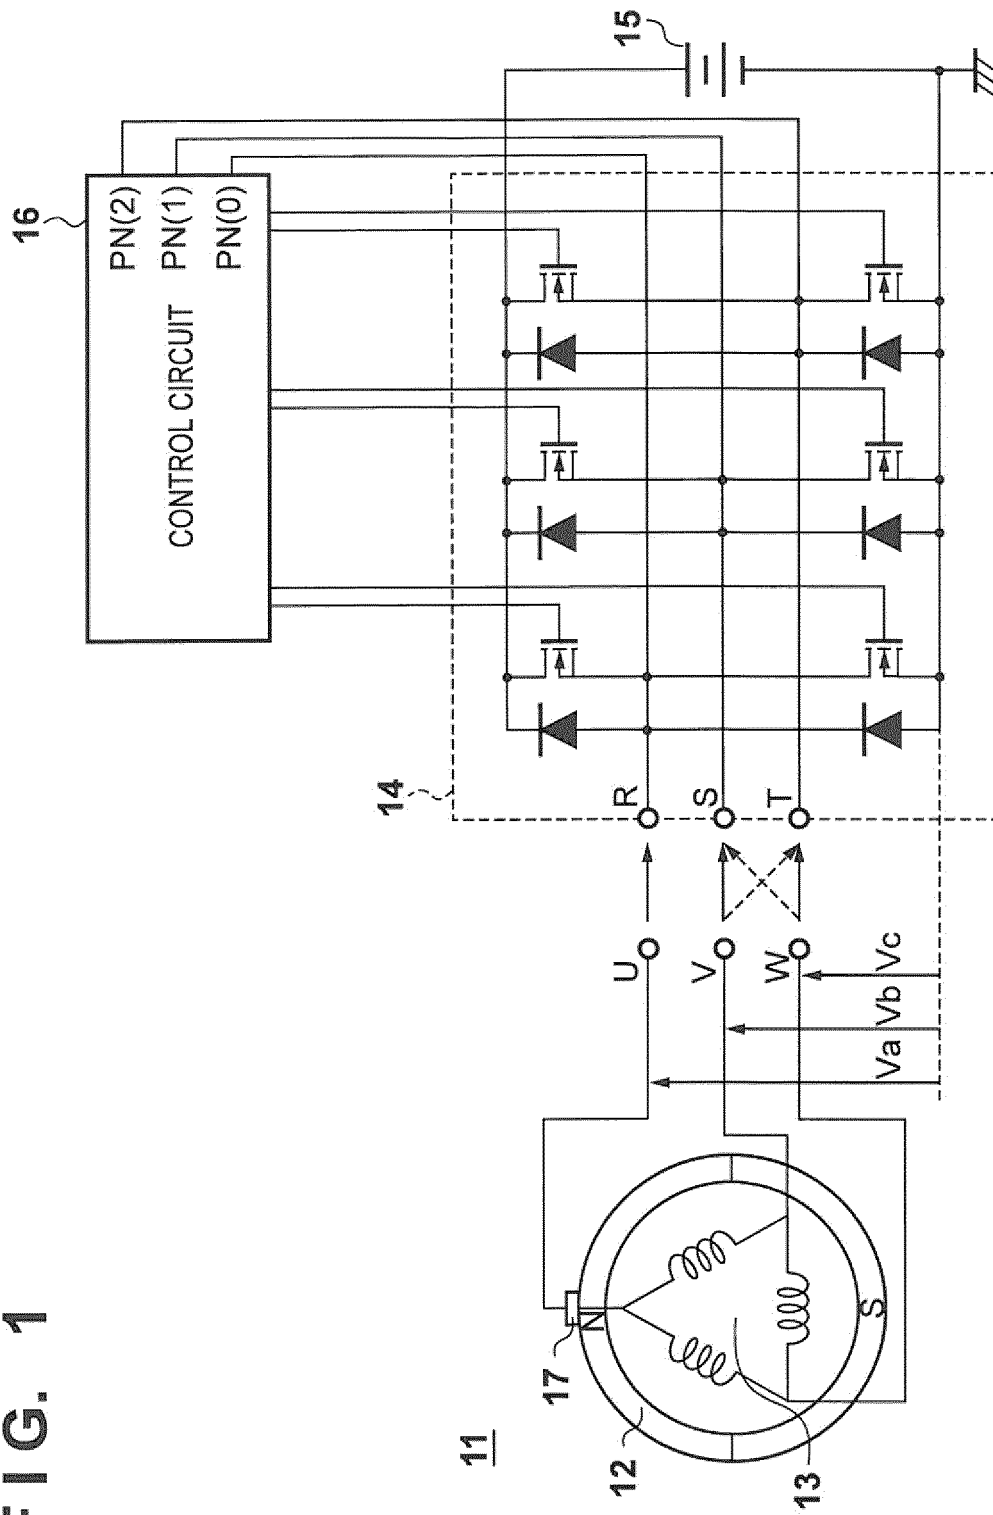 FIG. 1
11
12
13
17
N
S
Va
Vb
Vc
U
V
W
R
S
T
14
15
16
CONTROL CIRCUIT
PN(2)
PN(1)
PN(0)